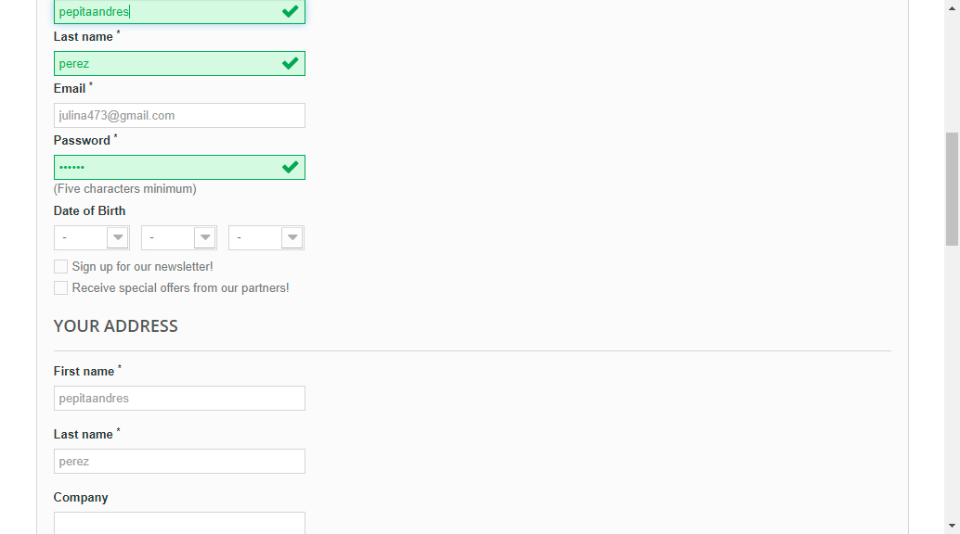 pepitaandres
Last name *
perez
Email *
julina473@gmail.com
Password *
••••••
(Five characters minimum)
Date of Birth
- - -
Sign up for our newsletter!
Receive special offers from our partners!
YOUR ADDRESS
First name *
pepitaandres
Last name *
perez
Company